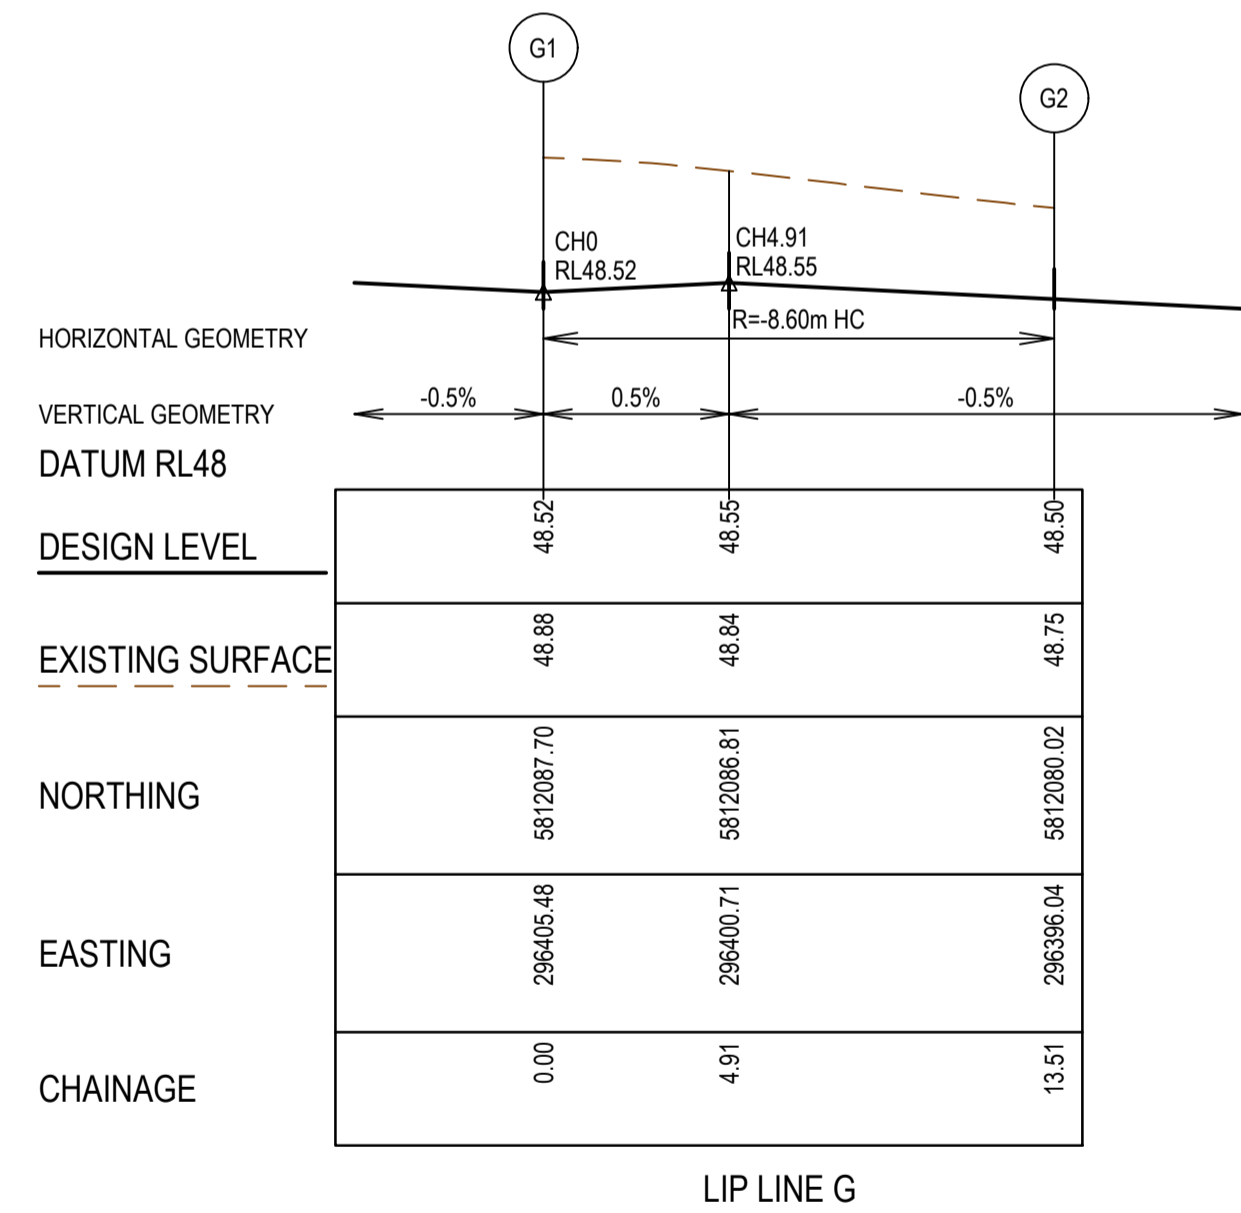 G1
G2
CH0
RL48.52
CH4.91
RL48.55
R=-8.60m HC
HORIZONTAL GEOMETRY
-0.5%
0.5%
-0.5%
VERTICAL GEOMETRY
DATUM RL48
DESIGN LEVEL
48.52
48.55
48.50
EXISTING SURFACE
48.88
48.84
48.75
NORTHING
5812087.70
5812086.81
5812080.02
EASTING
296405.48
296400.71
296396.04
CHAINAGE
0.00
4.91
13.51
LIP LINE G